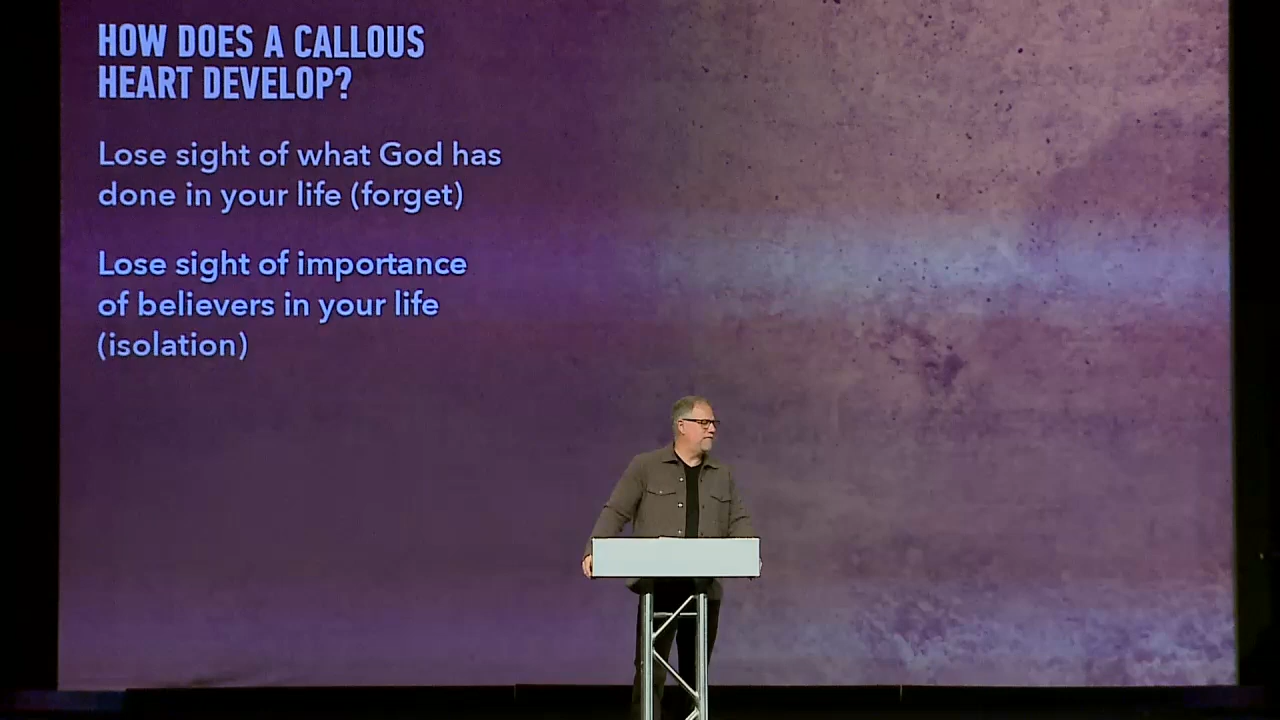 HOW DOES A CALLOUS
HEART DEVELOP?
Lose sight of what God has
done in your life (forget)
Lose sight of importance
of believers in your life
(isolation)